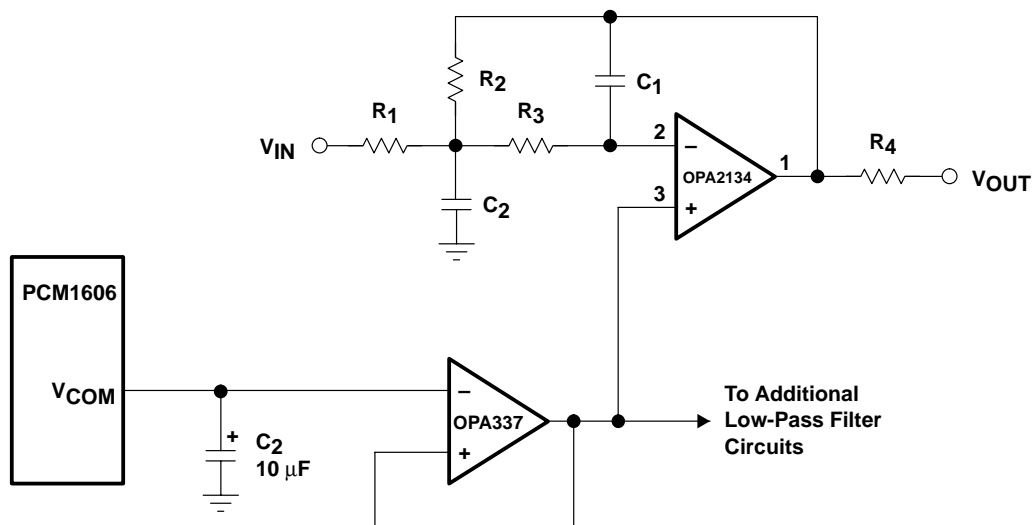 R2
C1
R1
R3
VIN
2
−
OPA2134
1
R4
VOUT
3
+
C2
PCM1606
VCOM
−
OPA337
+
To Additional
Low-Pass Filter
Circuits
+
C2
10 μF